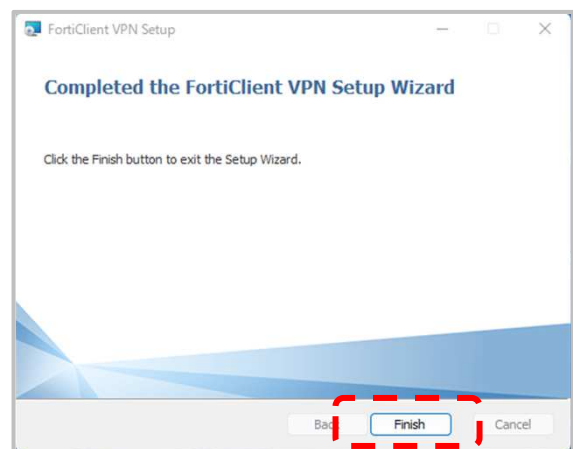 FortiClient VPN Setup
Completed the FortiClient VPN Setup Wizard
Click the Finish button to exit the Setup Wizard.
Back Finish Cancel